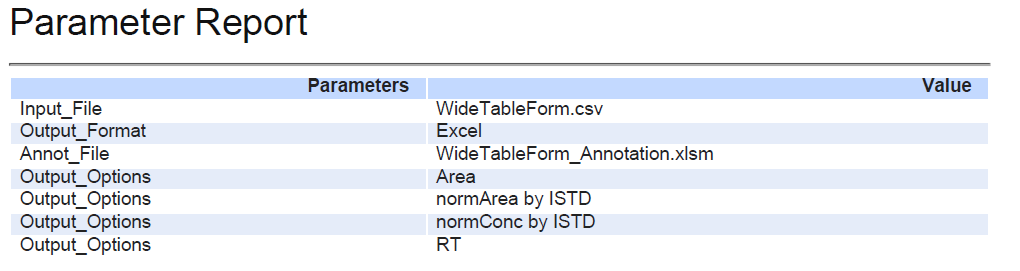 Parameter Report
Parameters Value
Input_File WideTableForm.csv
Output_Format Excel
Annot_File WideTableForm_Annotation.xlsm
Output_Options Area
Output_Options normArea by ISTD
Output_Options normConc by ISTD
Output_Options RT